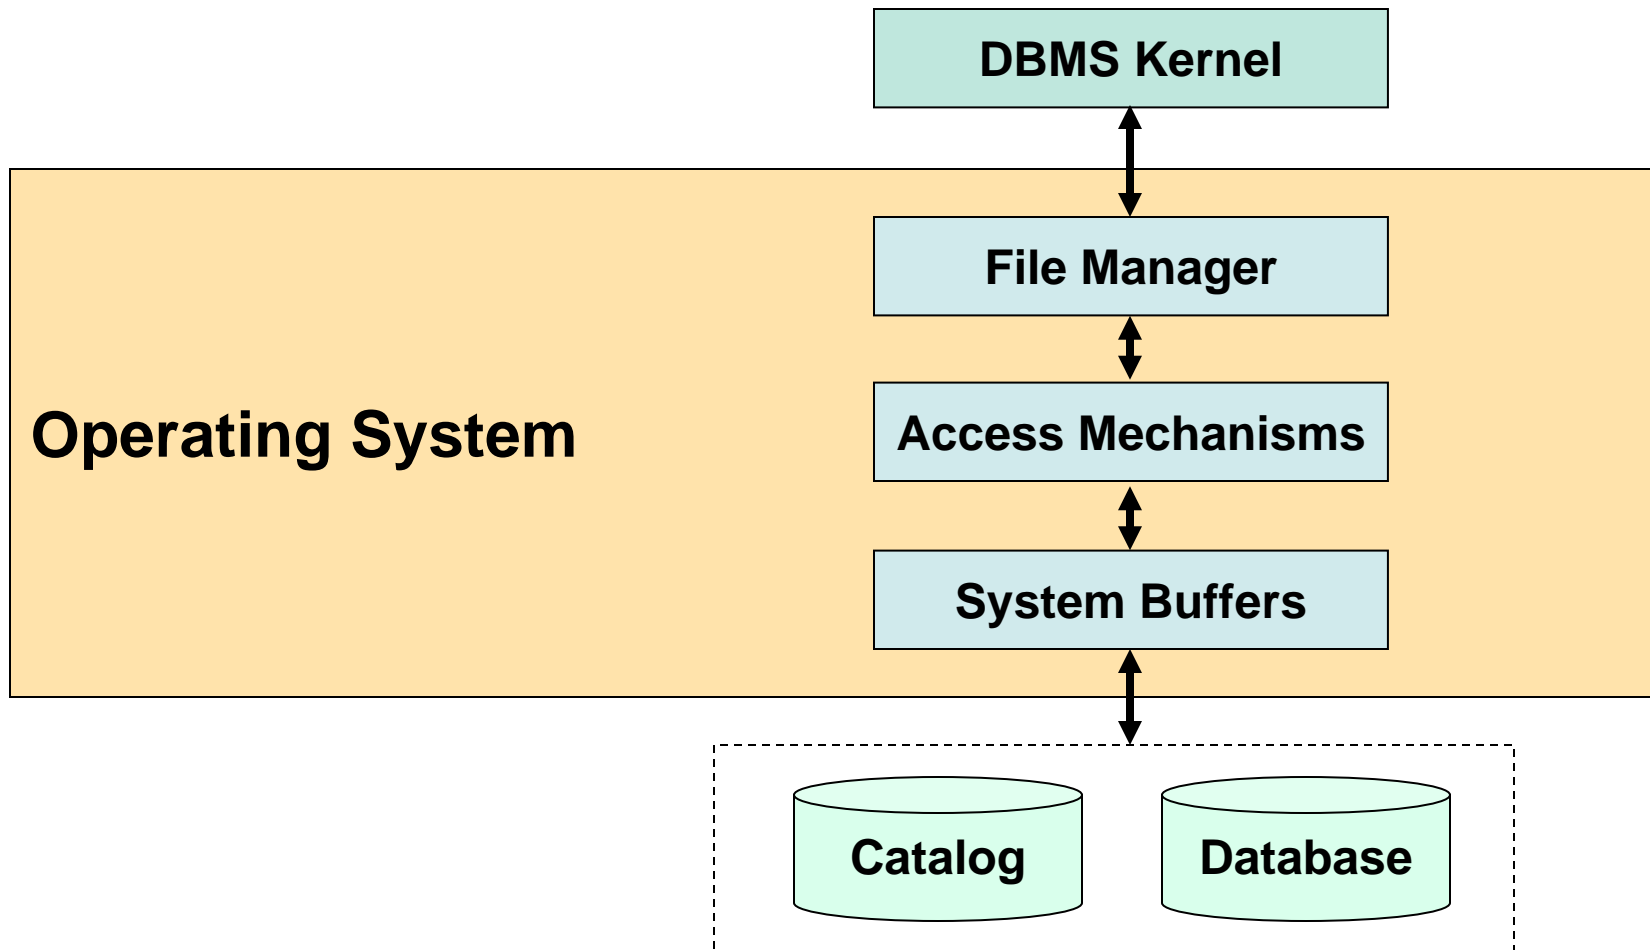 DBMS Kernel
File Manager
Operating System
Access Mechanisms
System Buffers
Catalog
Database